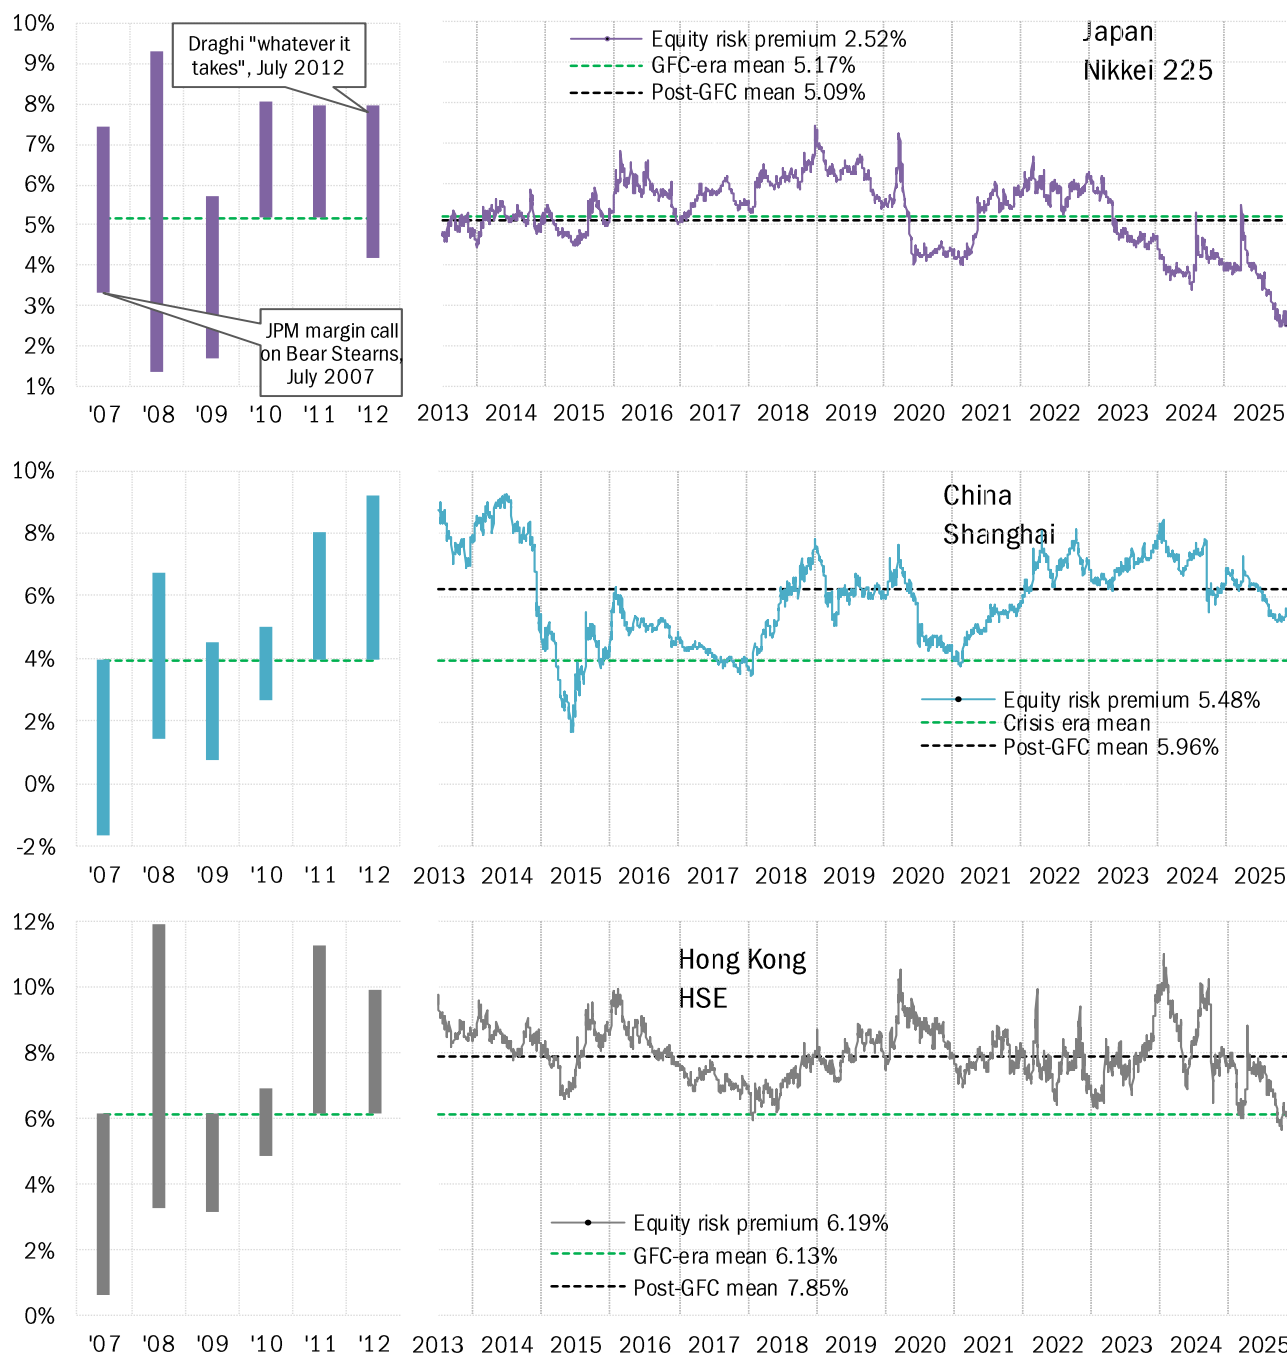 10%
9%
8%
7%
6%
5%
4%
3%
2%
1%
Draghi "whatever it
takes", July 2012
JPM margin call
on Bear Stearns,
July 2007
'07 '08 '09 '10 '11 '12
Equity risk premium 2.52%
GFC-era mean 5.17%
Post-GFC mean 5.09%
Japan
Nikkei 225
2013 2014 2015 2016 2017 2018 2019 2020 2021 2022 2023 2024 2025
10%
8%
6%
4%
2%
0%
-2%
'07 '08 '09 '10 '11 '12
China
Shanghai
Equity risk premium 5.48%
Crisis era mean
Post-GFC mean 5.96%
2013 2014 2015 2016 2017 2018 2019 2020 2021 2022 2023 2024 2025
12%
10%
8%
6%
4%
2%
0%
'07 '08 '09 '10 '11 '12
Hong Kong
HSE
Equity risk premium 6.19%
GFC-era mean 6.13%
Post-GFC mean 7.85%
2013 2014 2015 2016 2017 2018 2019 2020 2021 2022 2023 2024 2025